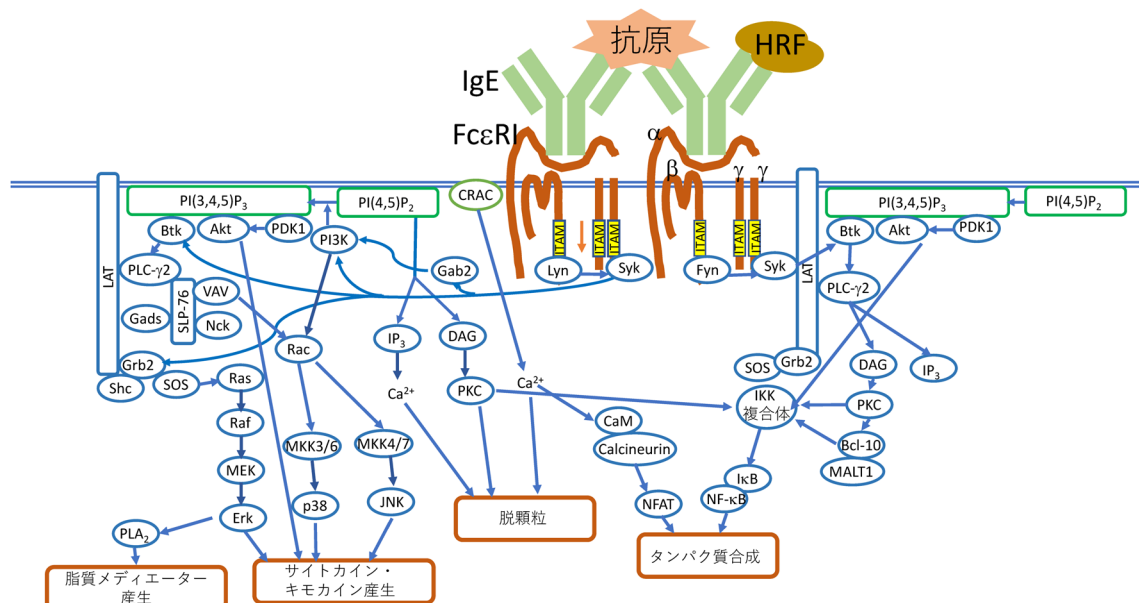 抗原
HRF
IgE
FcεRI
α
β
γ
γ
CRAC
LAT
PI(3,4,5)P3
PI(4,5)P2
Btk
Akt
PDK1
PI3K
PLC-γ2
SLP-76
VAV
Gads
Nck
Gab2
Grb2
Shc
SOS
Ras
Raf
MEK
Erk
PLA2
Rac
MKK3/6
MKK4/7
p38
JNK
IP3
DAG
Ca2+
PKC
Ca2+
ITAM
ITAM
ITAM
Lyn
Syk
ITAM
ITAM
ITAM
Fyn
Syk
CaM
Calcineurin
NFAT
LAT
PI(3,4,5)P3
PI(4,5)P2
Btk
Akt
PDK1
PLC-γ2
SOS
Grb2
DAG
IP3
PKC
IKK
複合体
Bcl-10
MALT1
IκB
NF-κB
脂質メディエーター
産生
サイトカイン・
キモカイン産生
脱顆粒
タンパク質合成